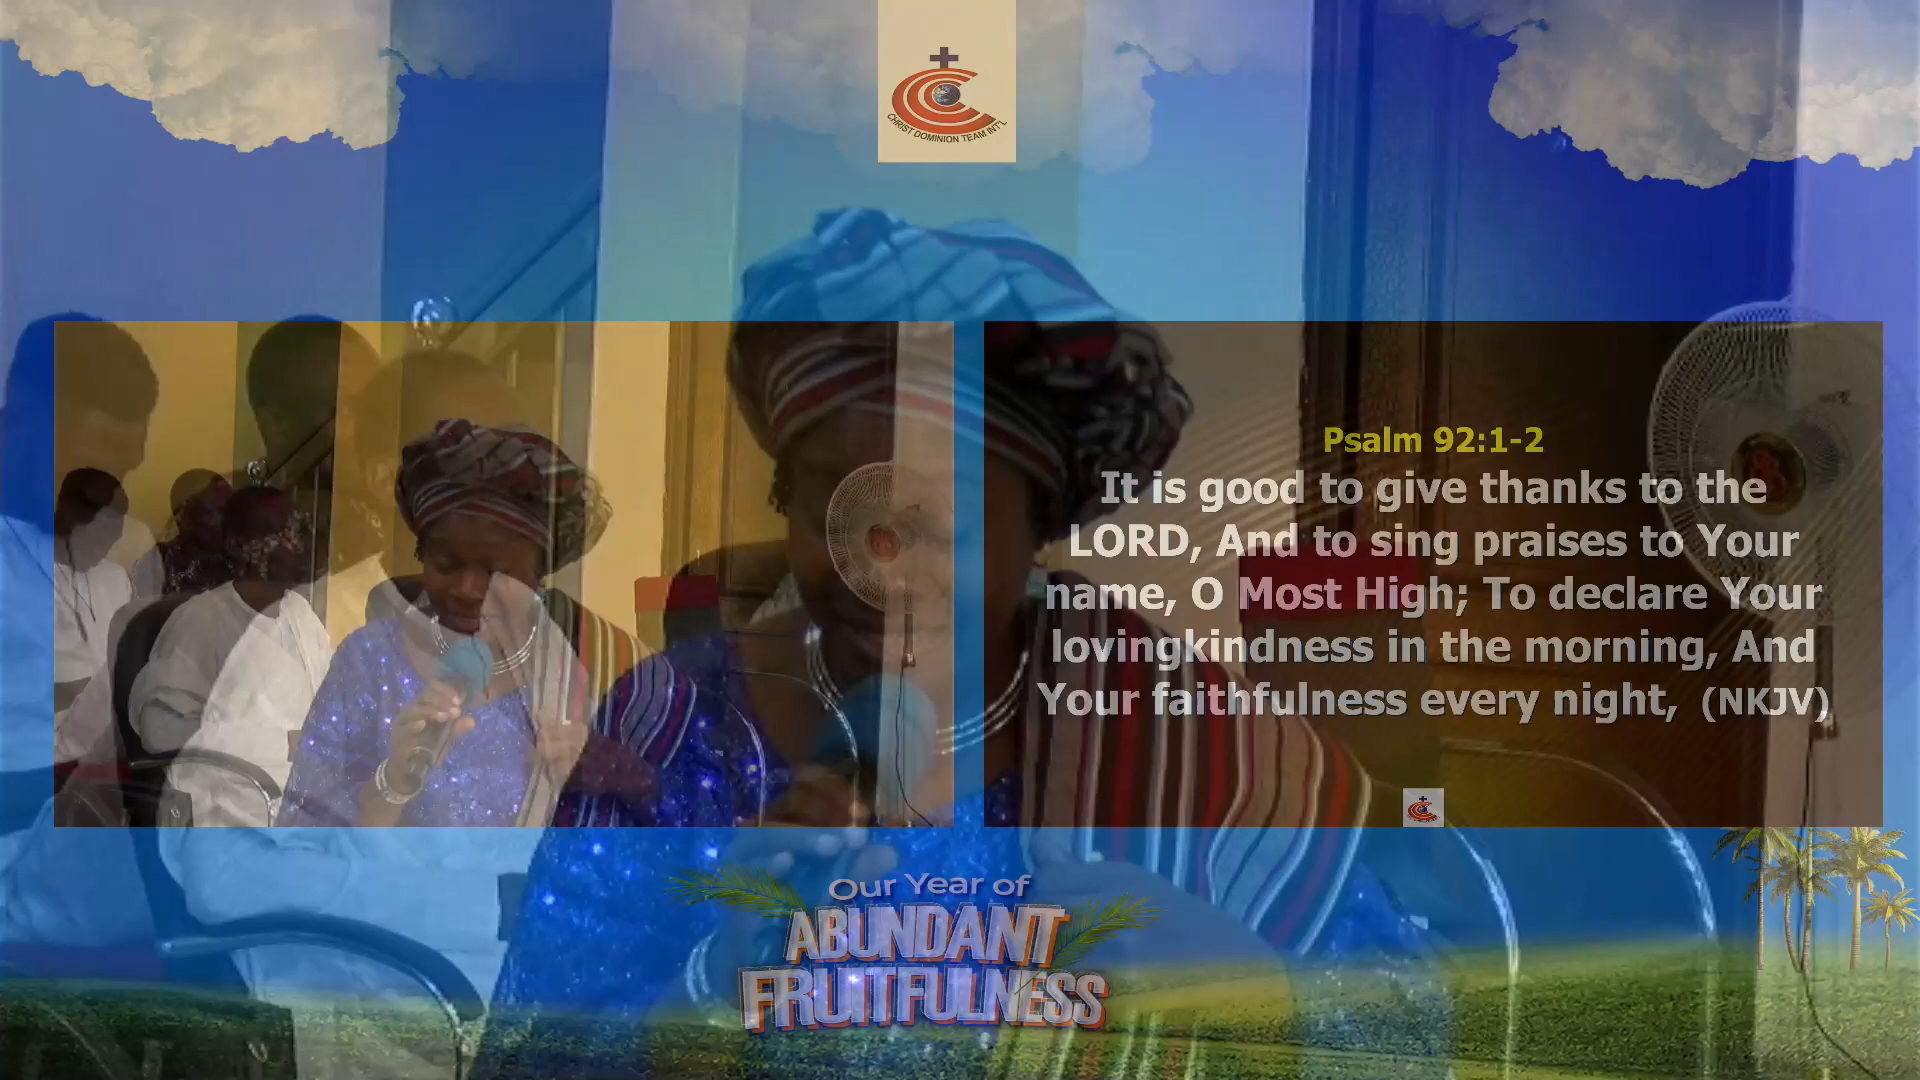 CHRIST DOMINION TEAM INT'L
Psalm 92:1-2
It is good to give thanks to the
LORD, And to sing praises to Your
name, O Most High; To declare Your
lovingkindness in the morning, And
Your faithfulness every night, (NKJV)
Our Year of
ABUNDANT
FRUITFULNESS